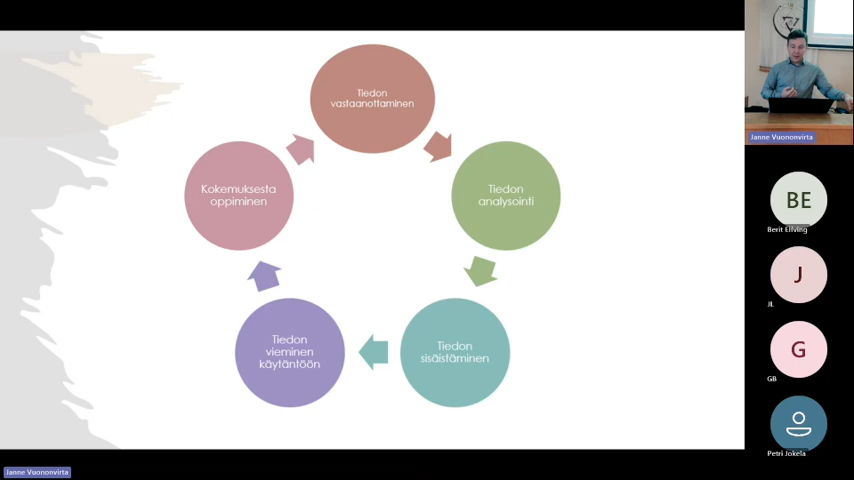 Tiedon
vastaanottaminen
Kokemuksesta
oppiminen
Tiedon
analysointi
Tiedon
vieminen
käytäntöön
Tiedon
sisäistäminen
Janne Vuononvirta
BE
Berit Elfving
J
JL
G
GB
Petri Jokela
Janne Vuononvirta